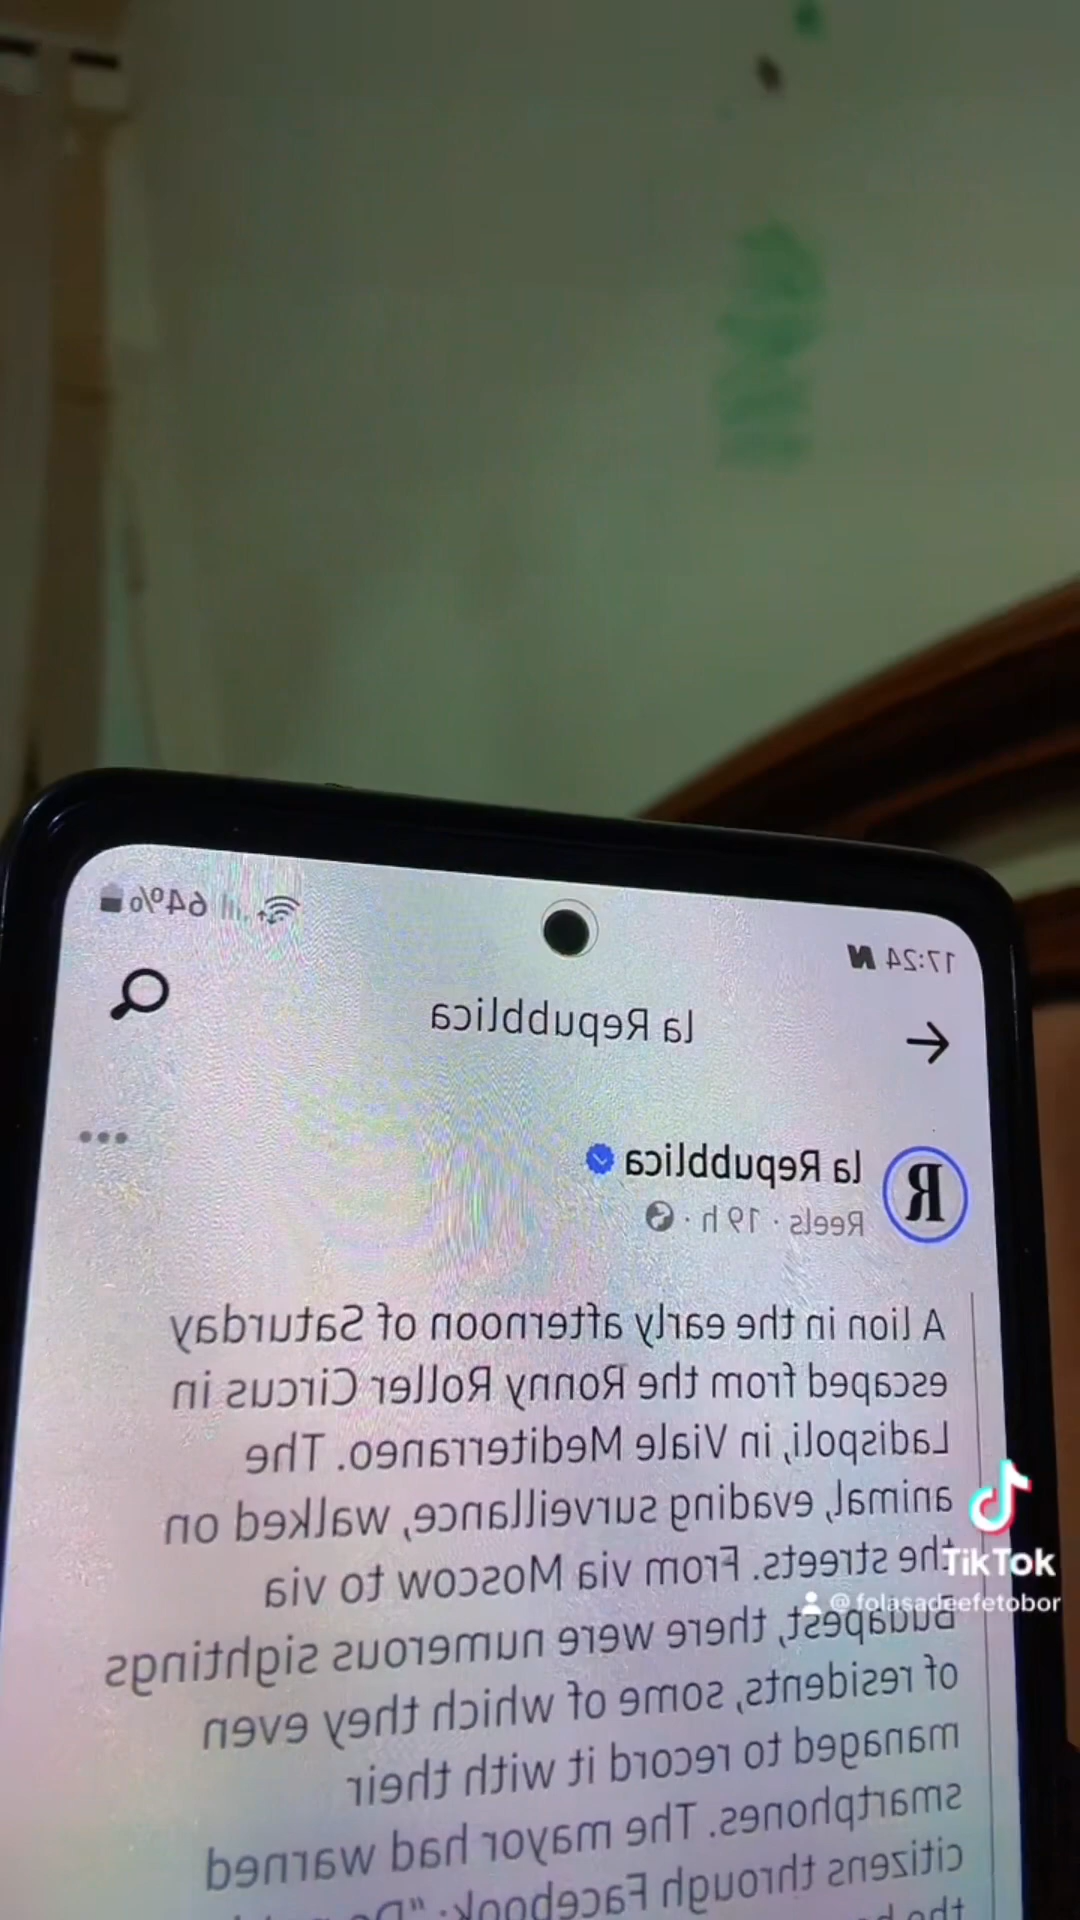 17:24
64%
la Repubblica
la Repubblica
Reels · 19 h ·
A lion in the early afternoon of Saturday
escaped from the Ronny Roller Circus in
Ladispoli, in Viale Mediterraneo. The
animal, evading surveillance, walked on
the streets. From via Moscow to via
Budapest, there were numerous sightings
of residents, some of which they even
managed to record it with their
smartphones. The mayor had warned
citizens through Facebook:
TikTok
@folasadeefetobor